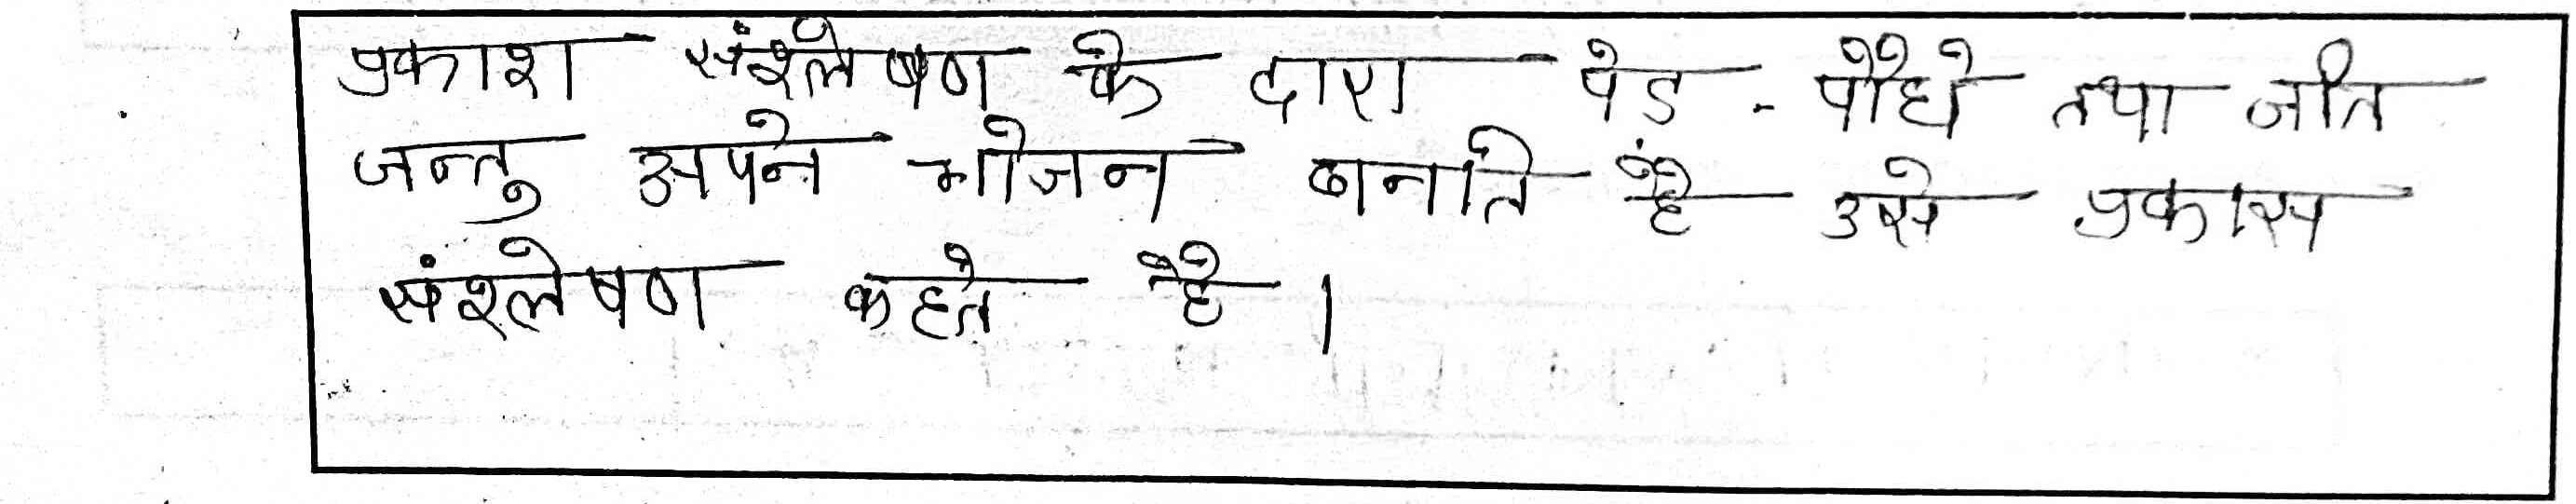 प्रकाश संश्लेषण के द्वारा पेड - पौधे तथा जीव
जन्तु अपने भोजन बनाते हैं उसे प्रकास
संश्लेषण कहते है ।